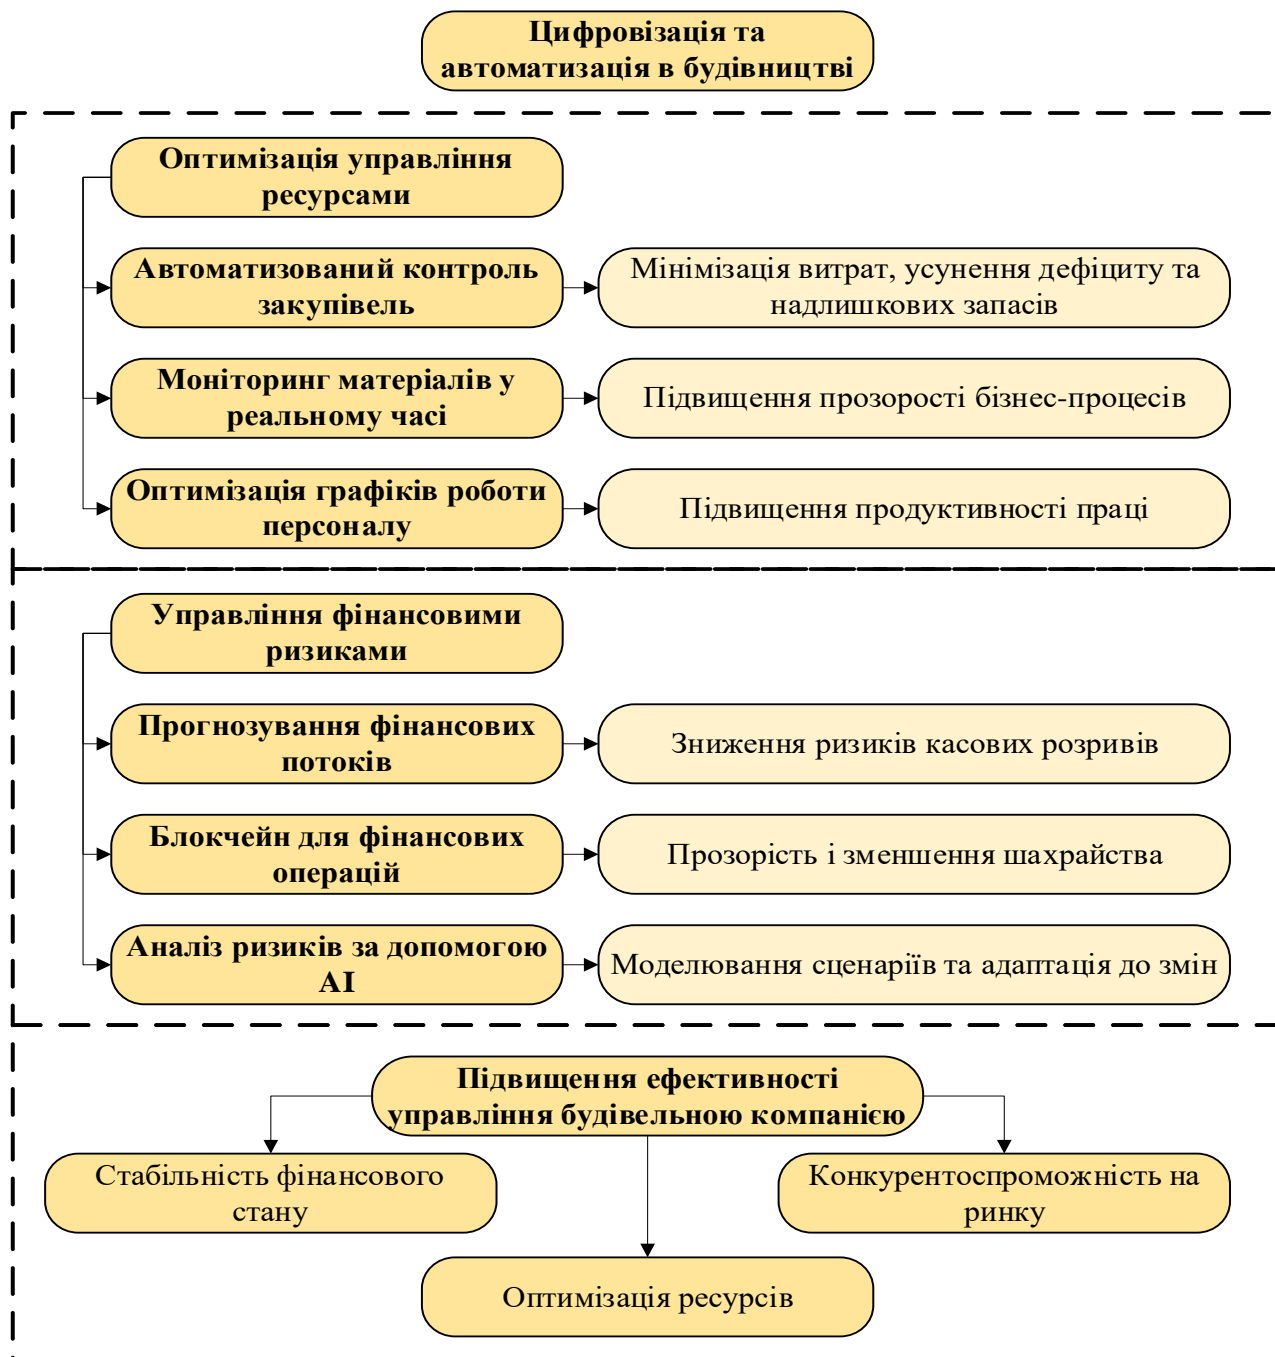 Цифровізація та
автоматизація в будівництві
Оптимізація управління
ресурсами
Автоматизований контроль
закупівель
Мінімізація витрат, усунення дефіциту та
надлишкових запасів
Моніторинг матеріалів у
реальному часі
Підвищення прозорості бізнес-процесів
Оптимізація графіків роботи
персоналу
Підвищення продуктивності праці
Управління фінансовими
ризиками
Прогнозування фінансових
потоків
Зниження ризиків касових розривів
Блокчейн для фінансових
операцій
Прозорість і зменшення шахрайства
Аналіз ризиків за допомогою
AI
Моделювання сценаріїв та адаптація до змін
Підвищення ефективності
управління будівельною компанією
Стабільність фінансового
стану
Конкурентоспроможність на
ринку
Оптимізація ресурсів